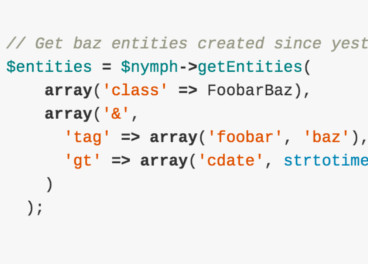 // Get baz entities created since yest
$entities = $nymph->getEntities(
    array('class' => FoobarBaz),
    array('&',
      'tag' => array('foobar', 'baz'),
      'gt' => array('cdate', strtotime
    )
  );